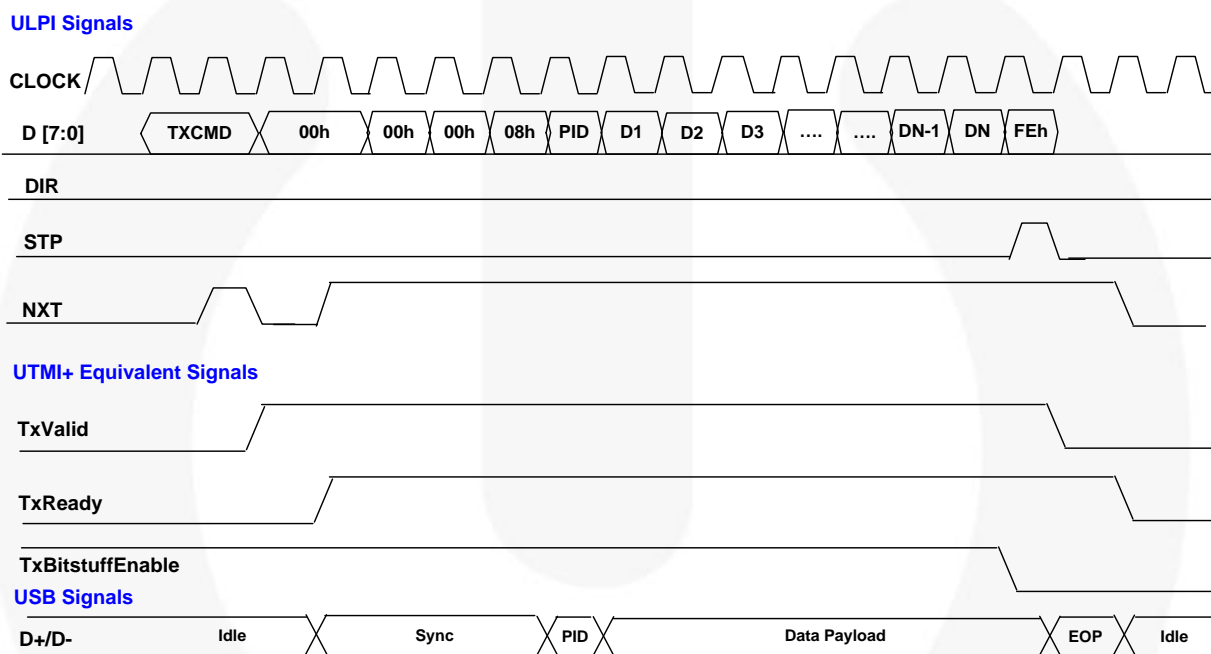 ULPI Signals
CLOCK
D [7:0] TXCMD 00h 00h 00h 08h PID D1 D2 D3 .... .... DN-1 DN FEh
DIR
STP
NXT
UTMI+ Equivalent Signals
TxValid
TxReady
TxBitstuffEnable
USB Signals
D+/D- Idle Sync PID Data Payload EOP Idle